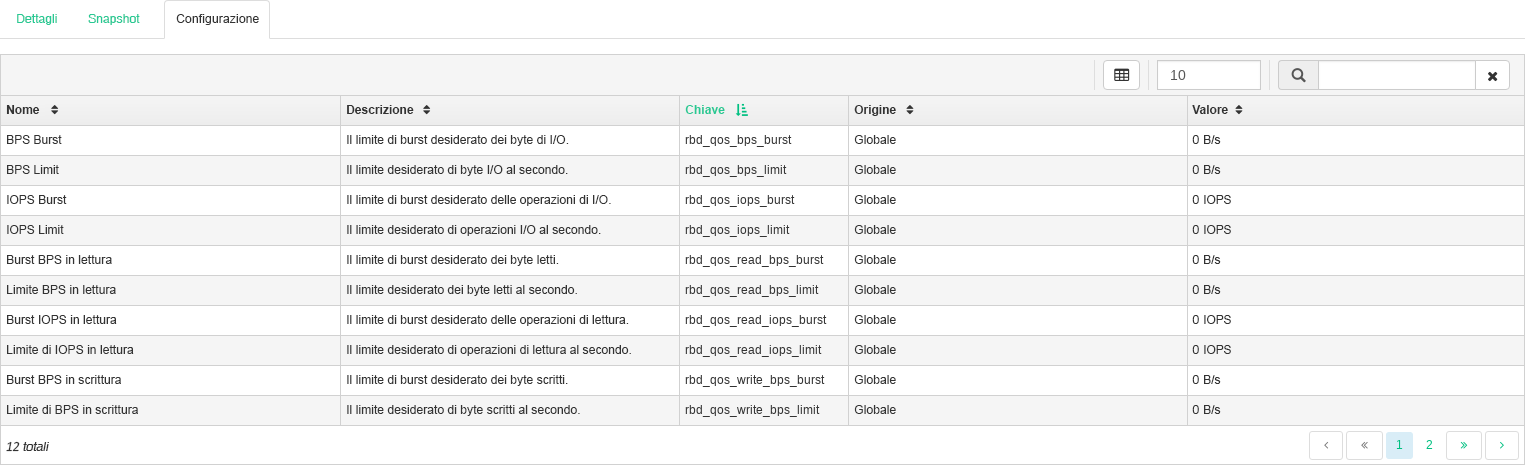 Dettagli Snapshot Configurazione
10
Nome Descrizione Chiave Origine Valore
BPS Burst Il limite di burst desiderato dei byte di I/O. rbd_qos_bps_burst Globale 0 B/s
BPS Limit Il limite desiderato di byte I/O al secondo. rbd_qos_bps_limit Globale 0 B/s
IOPS Burst Il limite di burst desiderato delle operazioni di I/O. rbd_qos_iops_burst Globale 0 IOPS
IOPS Limit Il limite desiderato di operazioni I/O al secondo. rbd_qos_iops_limit Globale 0 IOPS
Burst BPS in lettura Il limite di burst desiderato dei byte letti. rbd_qos_read_bps_burst Globale 0 B/s
Limite BPS in lettura Il limite desiderato dei byte letti al secondo. rbd_qos_read_bps_limit Globale 0 B/s
Burst IOPS in lettura Il limite di burst desiderato delle operazioni di lettura. rbd_qos_read_iops_burst Globale 0 IOPS
Limite di IOPS in lettura Il limite desiderato di operazioni di lettura al secondo. rbd_qos_read_iops_limit Globale 0 IOPS
Burst BPS in scrittura Il limite di burst desiderato dei byte scritti. rbd_qos_write_bps_burst Globale 0 B/s
Limite di BPS in scrittura Il limite desiderato di byte scritti al secondo. rbd_qos_write_bps_limit Globale 0 B/s
12 totali ‹ « 1 2 » ›